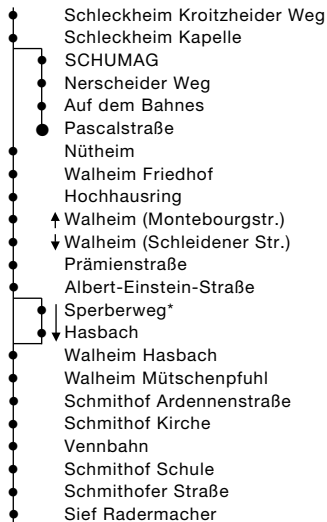 Schleckheim Kroitzheider Weg
Schleckheim Kapelle
SCHUMAG
Nerscheider Weg
Auf dem Bahnes
Pascalstraße
Nütheim
Walheim Friedhof
Hochhausring
Walheim (Montebourgstr.)
Walheim (Schleidener Str.)
Prämienstraße
Albert-Einstein-Straße
Sperberweg*
Hasbach
Walheim Hasbach
Walheim Mütschenpfuhl
Schmithof Ardennenstraße
Schmithof Kirche
Vennbahn
Schmithof Schule
Schmithofer Straße
Sief Radermacher